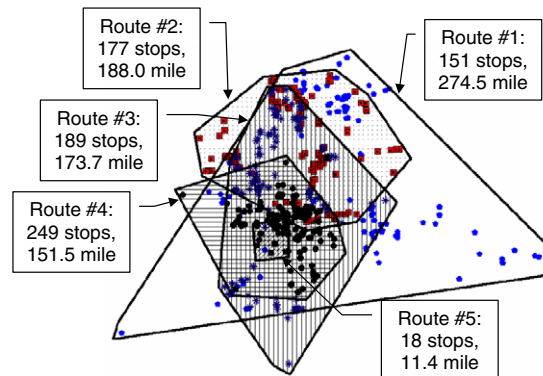 Route #2:
177 stops,
188.0 mile
Route #1:
151 stops,
274.5 mile
Route #3:
189 stops,
173.7 mile
Route #4:
249 stops,
151.5 mile
Route #5:
18 stops,
11.4 mile